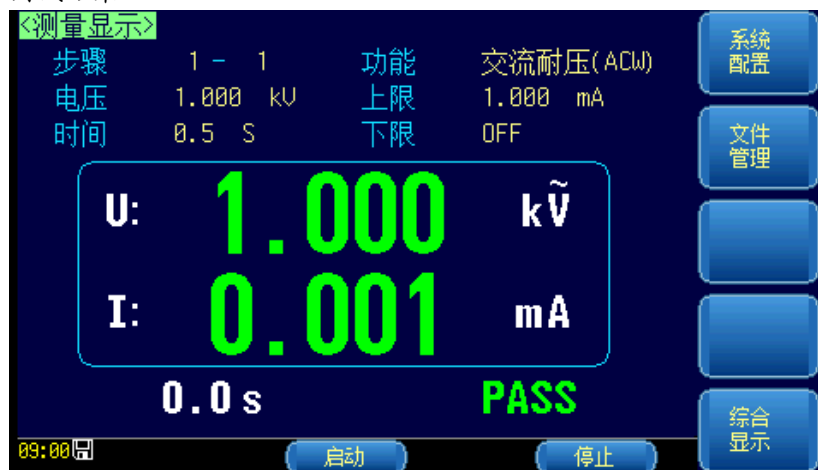 <测量显示>
步骤 1 - 1 功能 交流耐压(ACW)
电压 1.000 kV 上限 1.000 mA
时间 0.5 S 下限 OFF
U: 1.000 kṼ
I: 0.001 mA
0.0 s PASS
09:00 启动 停止
系统
配置
文件
管理
综合
显示